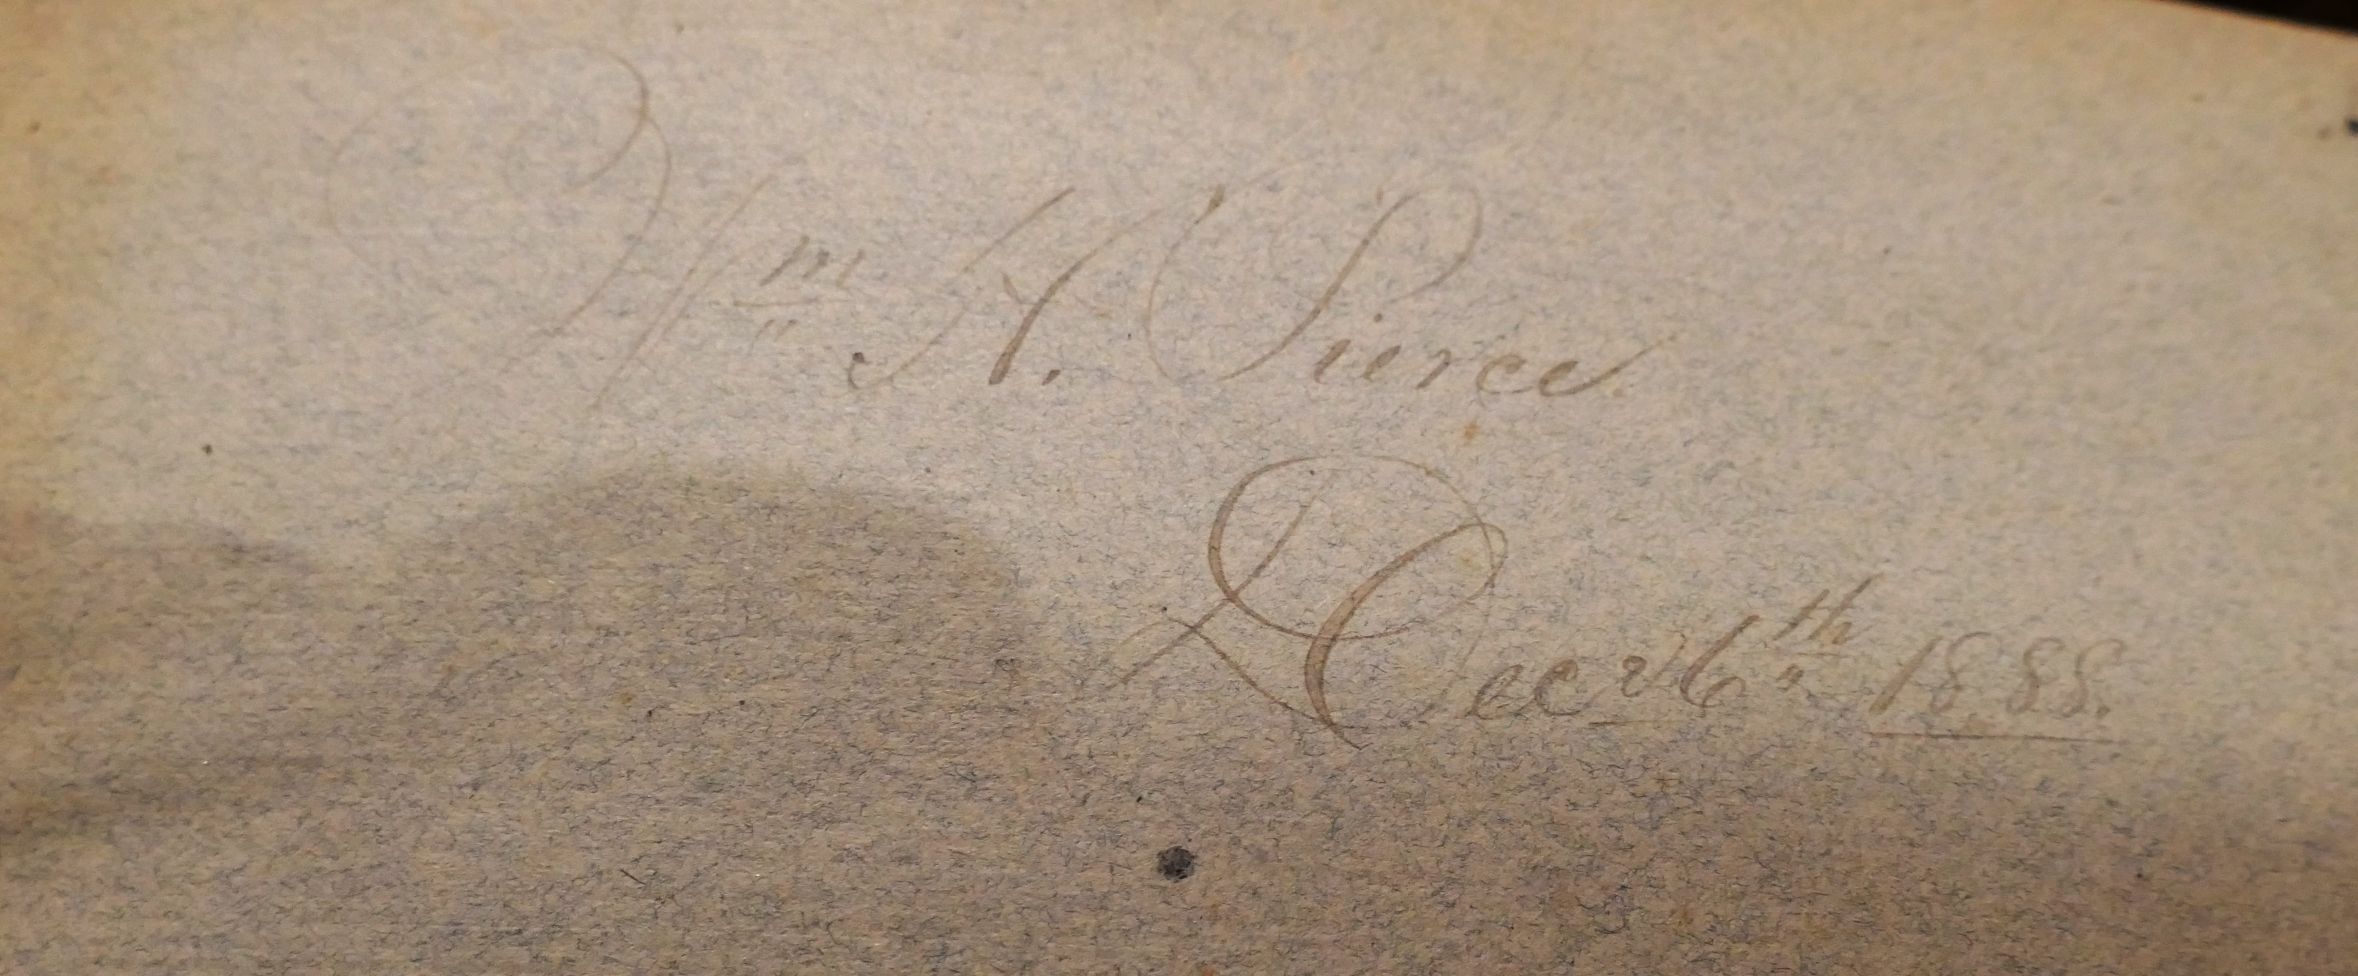 Wm A. Pierce.
Dec 26th 1888.